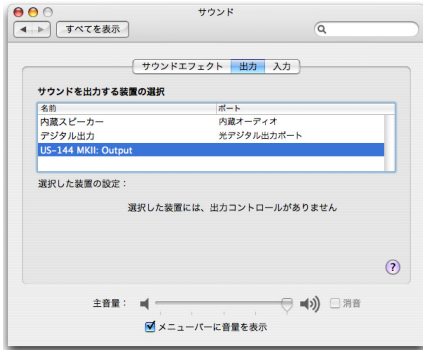 サウンド
すべてを表示
サウンドエフェクト 出力 入力
サウンドを出力する装置の選択
名前 ポート
内蔵スピーカー 内蔵オーディオ
デジタル出力 光デジタル出力ポート
US-144 MKII: Output
選択した装置の設定：
選択した装置には、出力コントロールがありません
?
主音量： 消音
メニューバーに音量を表示